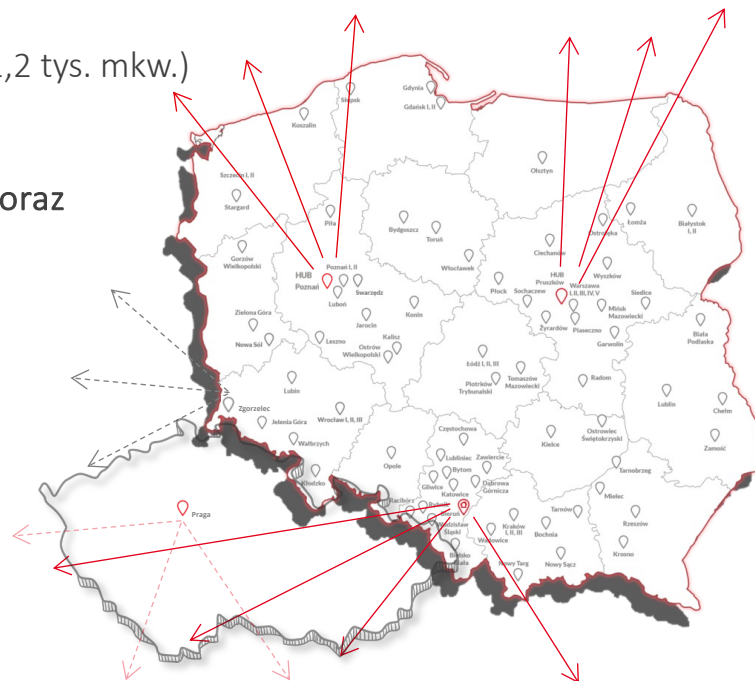 ,2 tys. mkw.)
oraz
Gdynia
Słupsk
Gdańsk I, II
Koszalin
Olsztyn
Szczecin I, II
Stargard
Piła
Bydgoszcz
Toruń
Łomża
Białystok
I, II
Ostrołęka
Ciechanów
Gorzów
Wielkopolski
Włocławek
Wyszków
HUB
Poznań
Poznań I, II
Swarzędz
Luboń
Płock
Sochaczew
HUB
Pruszków
Warszawa
I, II, III, IV, V
Siedlce
Mińsk
Mazowiecki
Konin
Jarocin
Zielona Góra
Nowa Sól
Leszno
Kalisz
Ostrów
Wielkopolski
Żyrardów
Piaseczno
Garwolin
Biała
Podlaska
Łódź I, II, III
Piotrków
Trybunalski
Tomaszów
Mazowiecki
Radom
Lubin
Lublin
Chełm
Zgorzelec
Jelenia Góra
Wrocław I, II, III
Wałbrzych
Kłodzko
Częstochowa
Kielce
Ostrowiec
Świętokrzyski
Zamość
Opole
Lubliniec
Zawiercie
Bytom
Gliwice
Dąbrowa
Górnicza
Katowice
Tarnobrzeg
Mielec
Racibórz
Rybnik
Bieruń
Wodzisław
Śląski
Kraków
I, II, III
Tarnów
Bochnia
Rzeszów
Wadowice
Bielsko
Biała
Nowy Targ
Nowy Sącz
Krosno
Praga